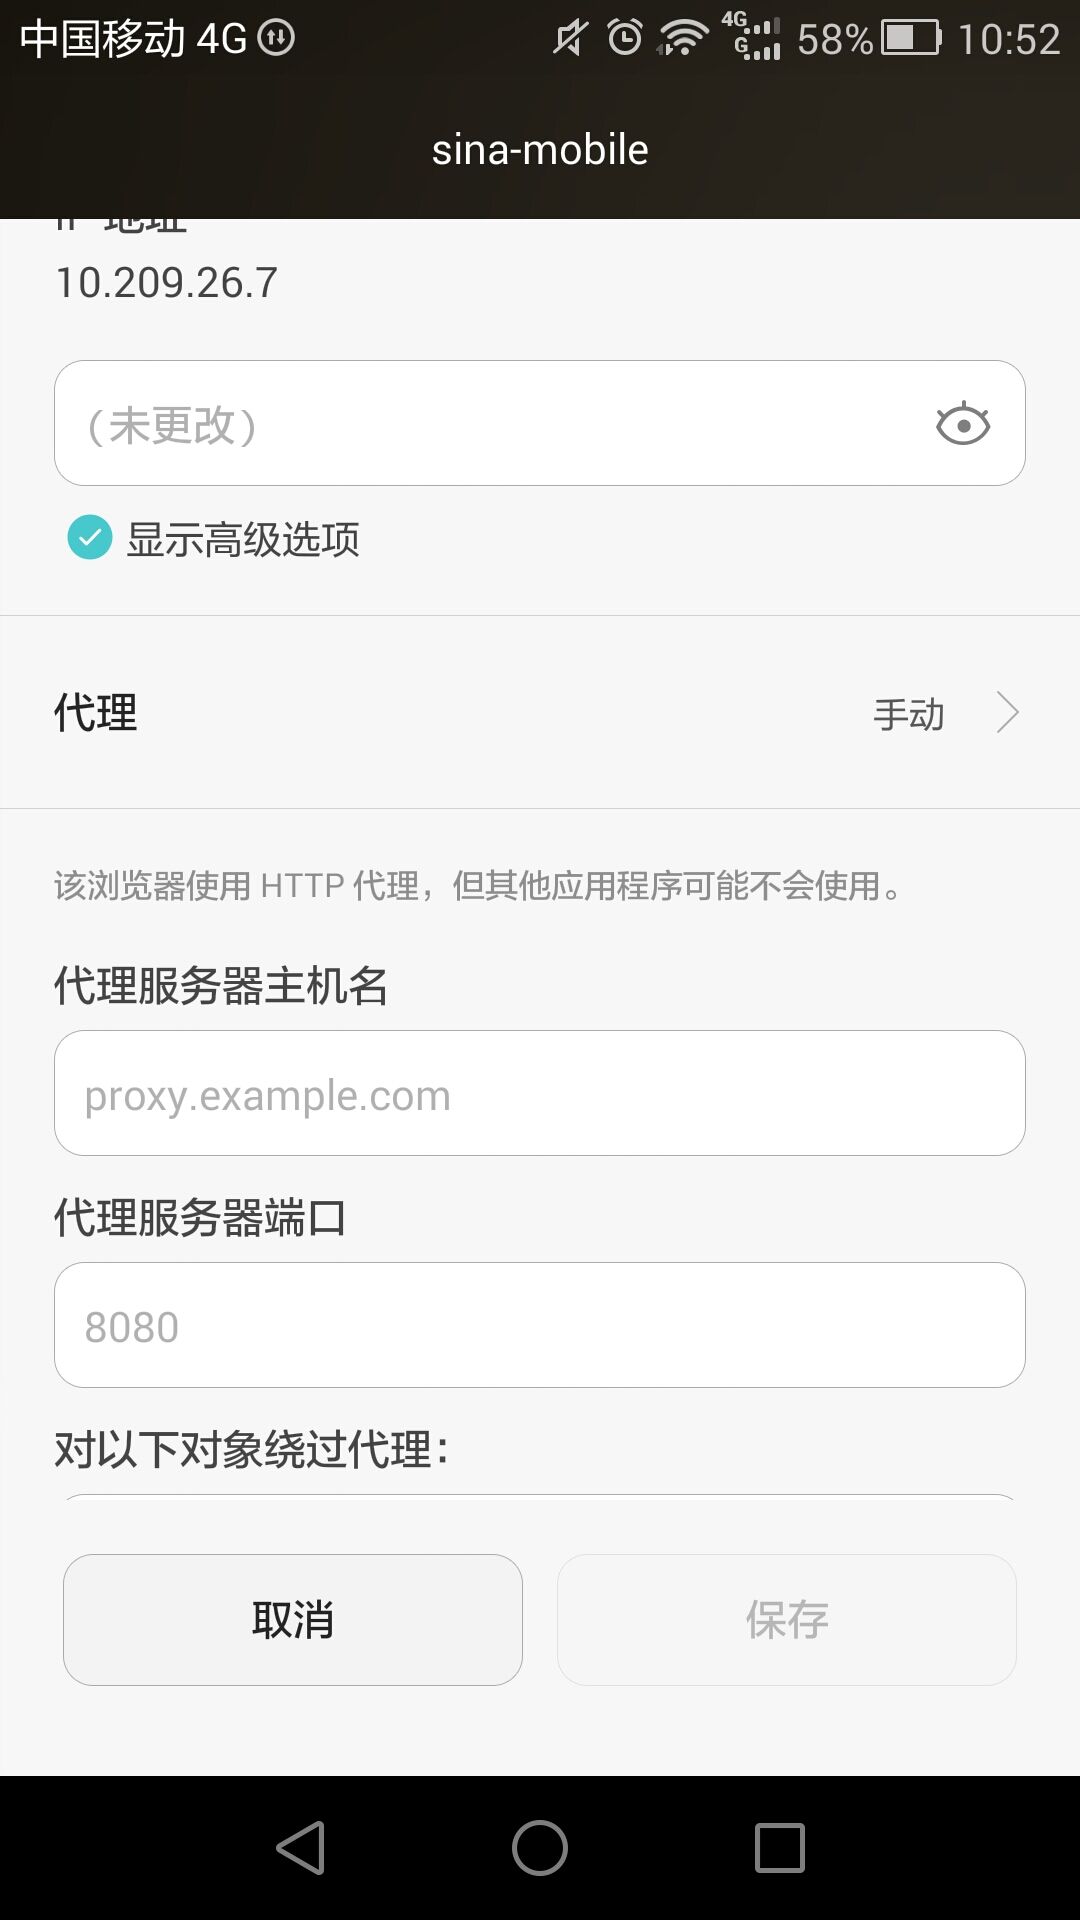 中国移动 4G 4G G 58% 10:52
sina-mobile
IP 地址
10.209.26.7
(未更改)
显示高级选项
代理 手动
该浏览器使用 HTTP 代理，但其他应用程序可能不会使用。
代理服务器主机名
proxy.example.com
代理服务器端口
8080
对以下对象绕过代理：
取消 保存